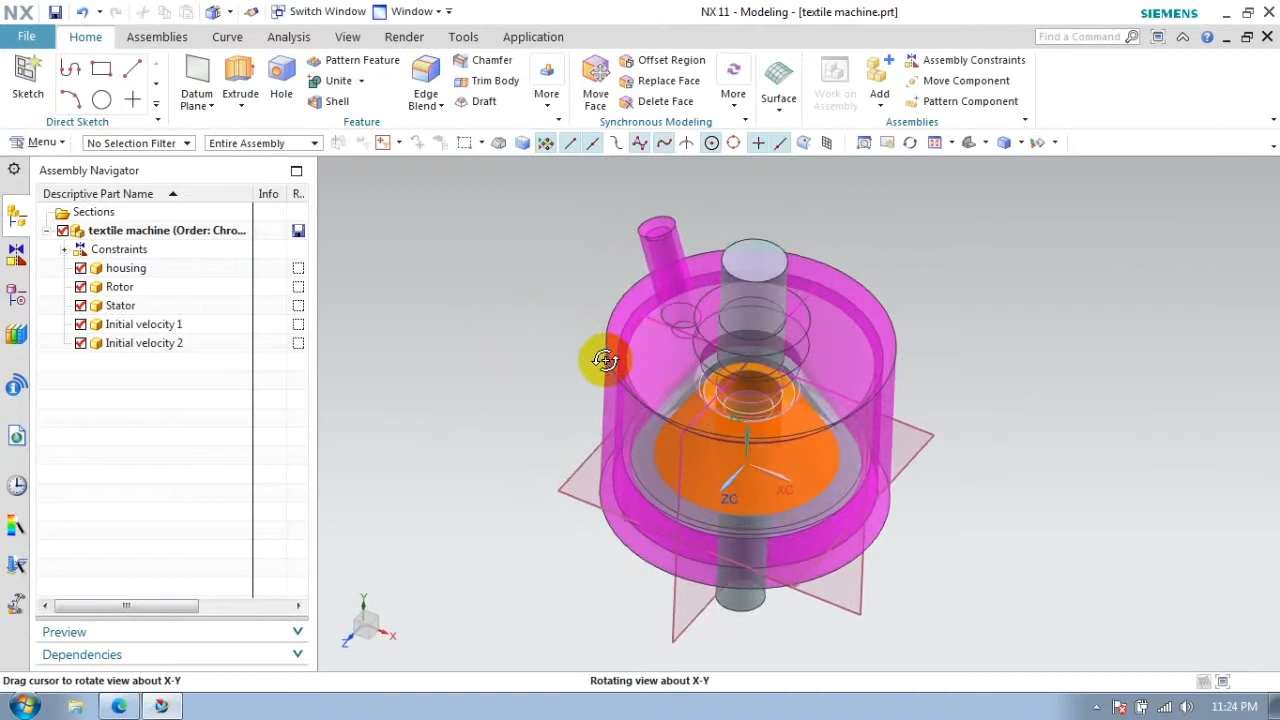 NX
Switch Window
Window
NX 11 - Modeling - [textile machine.prt]
SIEMENS
File
Home
Assemblies
Curve
Analysis
View
Render
Tools
Application
Find a Command
Sketch
Direct Sketch
Datum Plane
Extrude
Hole
Pattern Feature
Unite
Shell
Edge Blend
Chamfer
Trim Body
Draft
More
Feature
Move Face
Offset Region
Replace Face
Delete Face
More
Synchronous Modeling
Surface
Work on Assembly
Add
Assembly Constraints
Move Component
Pattern Component
Assemblies
Menu
No Selection Filter
Entire Assembly
Assembly Navigator
Descriptive Part Name
Info
R..
Sections
textile machine (Order: Chro...
Constraints
housing
Rotor
Stator
Initial velocity 1
Initial velocity 2
ZC
XC
Y
X
Z
Preview
Dependencies
Drag cursor to rotate view about X-Y
Rotating view about X-Y
11:24 PM